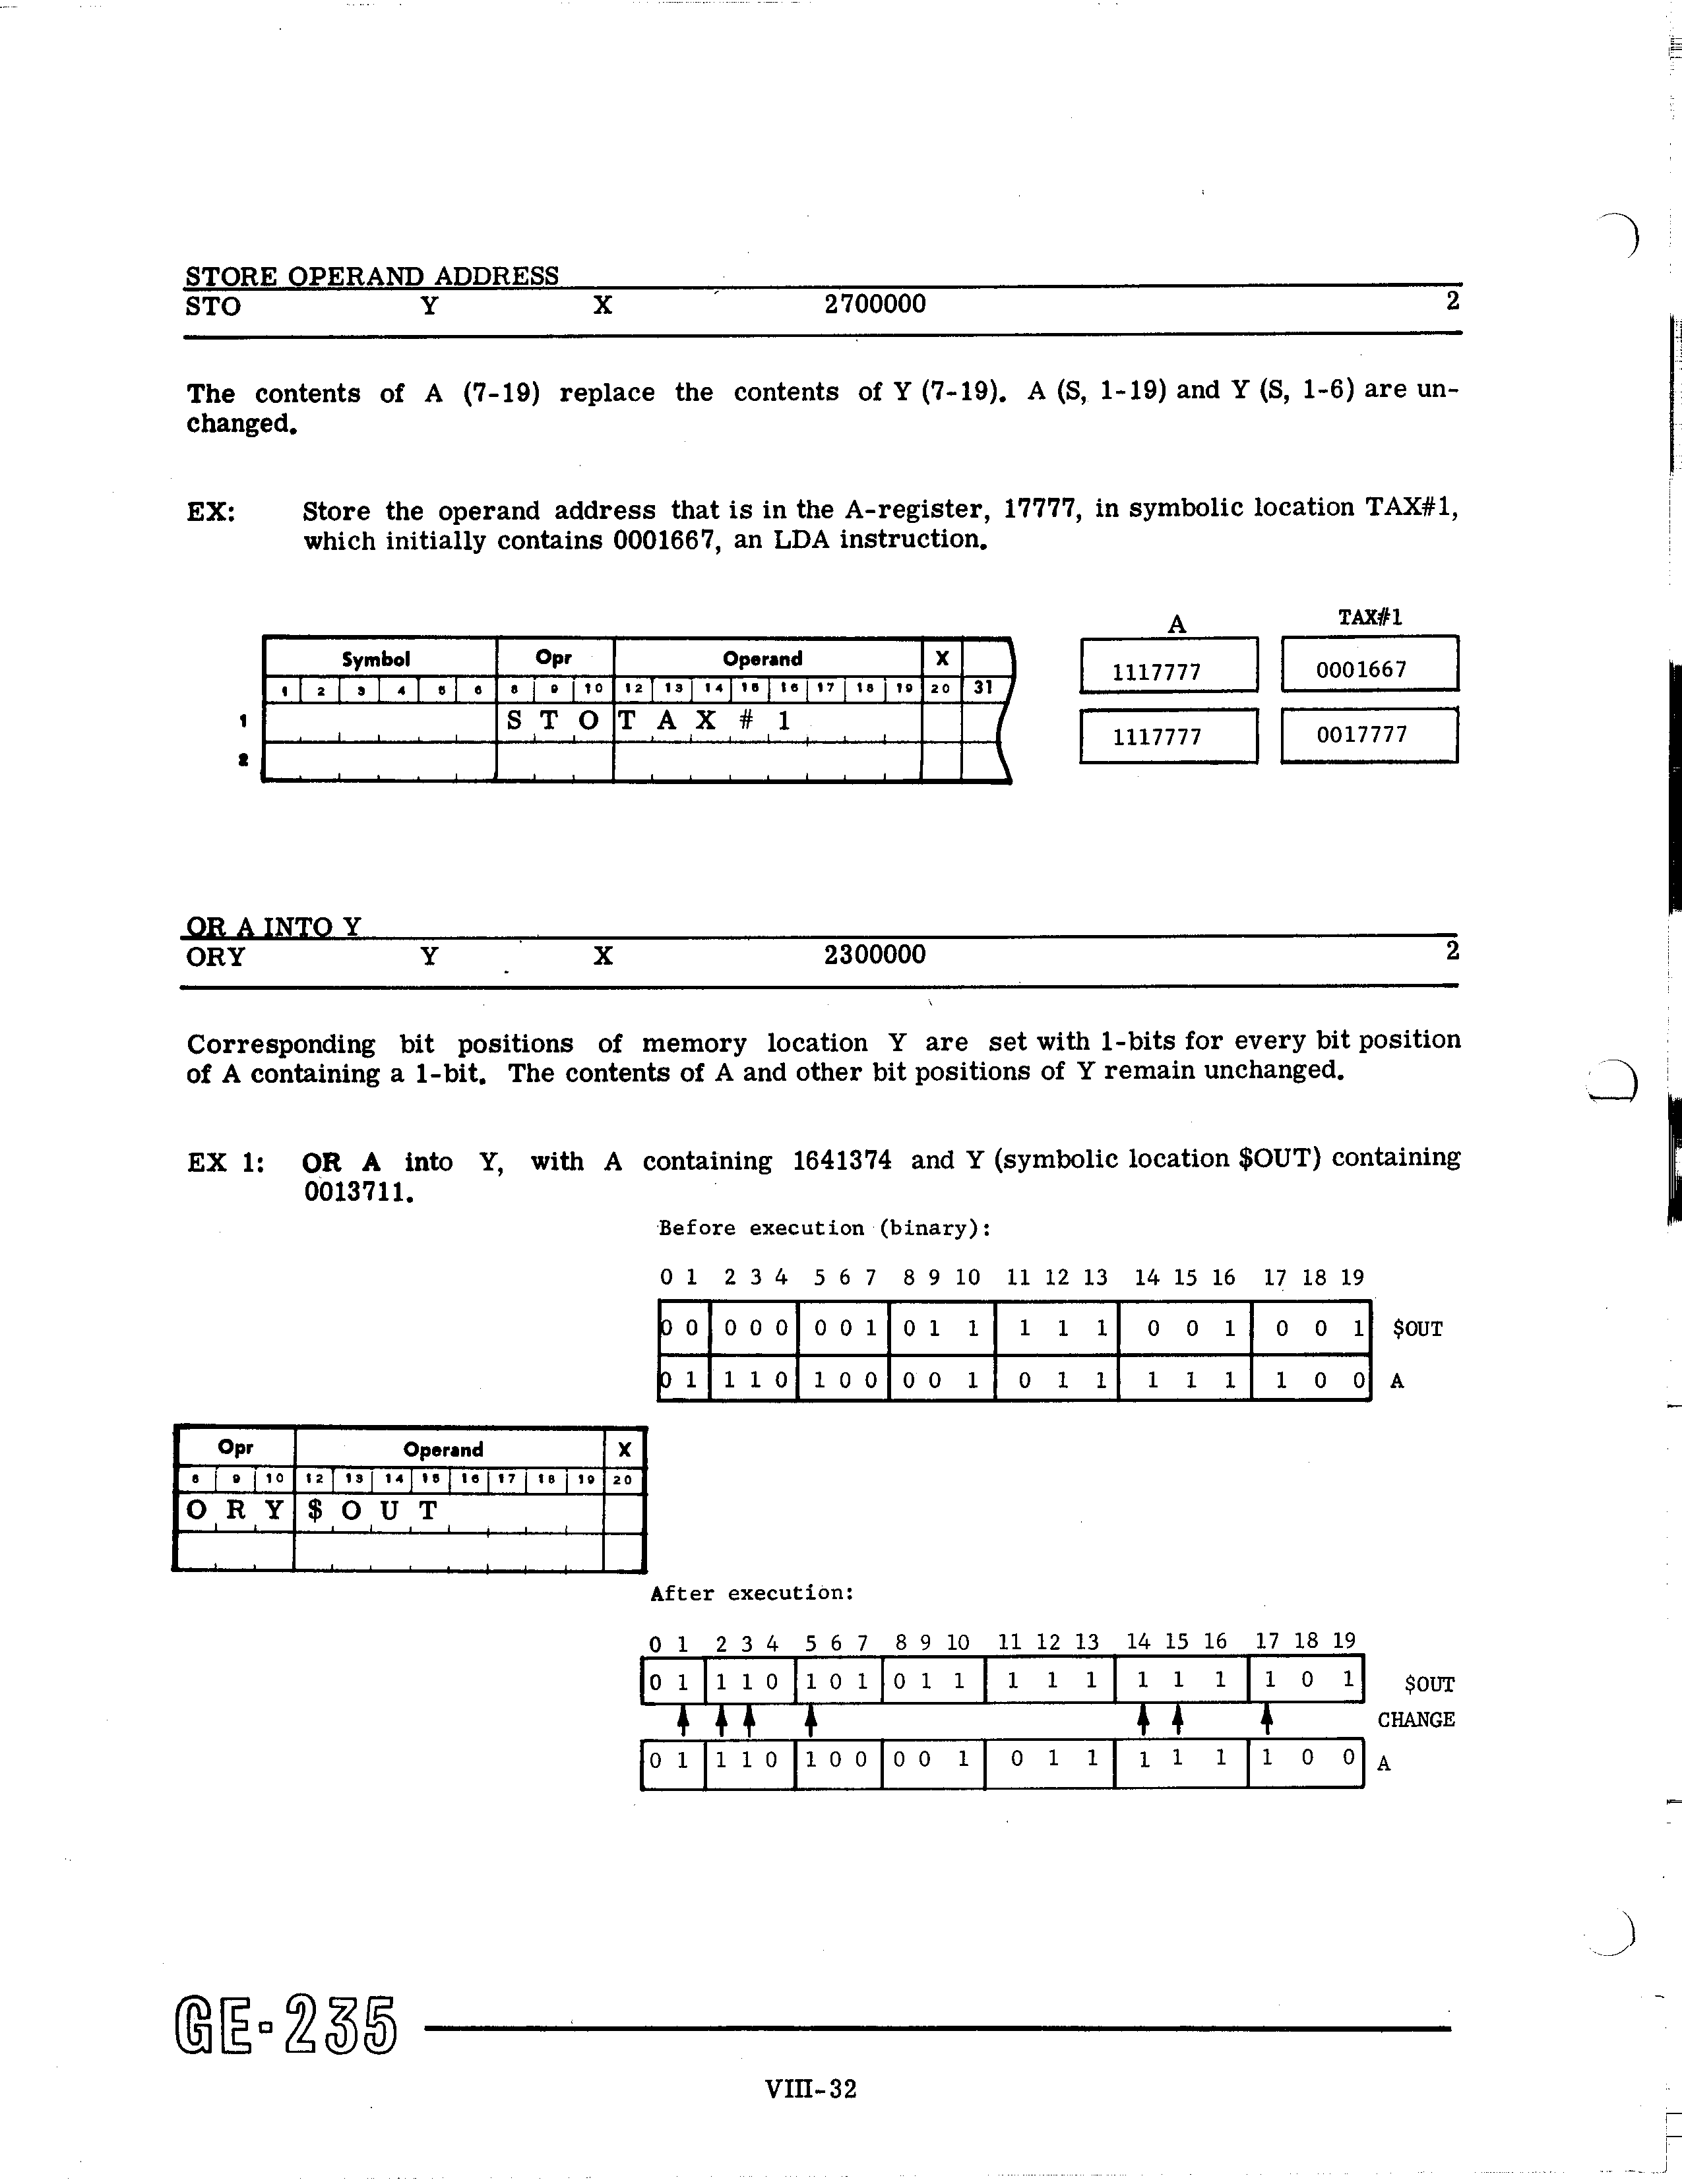 STORE OPERAND ADDRESS
STO Y X 2700000 2
The contents of A (7-19) replace the contents of Y (7-19). A (S, 1-19) and Y (S, 1-6) are un-
changed.
EX: Store the operand address that is in the A-register, 17777, in symbolic location TAX#1,
which initially contains 0001667, an LDA instruction.
A TAX#1
Symbol Opr Operand X
1 2 3 4 5 6 8 9 10 12 13 14 15 16 17 18 19 20 31
1117777 0001667
1 S T O T A X # 1
1117777 0017777
2
OR A INTO Y
ORY Y X 2300000 2
Corresponding bit positions of memory location Y are set with 1-bits for every bit position
of A containing a 1-bit. The contents of A and other bit positions of Y remain unchanged.
EX 1: OR A into Y, with A containing 1641374 and Y (symbolic location $OUT) containing
0013711.
Before execution (binary):
0 1 2 3 4 5 6 7 8 9 10 11 12 13 14 15 16 17 18 19
0 0 0 0 0 0 0 1 0 1 1 1 1 1 0 0 1 0 0 1 $OUT
0 1 1 1 0 1 0 0 0 0 1 0 1 1 1 1 1 1 0 0 A
Opr Operand X
8 9 10 12 13 14 15 16 17 18 19 20
O R Y $ O U T
After execution:
0 1 2 3 4 5 6 7 8 9 10 11 12 13 14 15 16 17 18 19
0 1 1 1 0 1 0 1 0 1 1 1 1 1 1 1 1 1 0 1 $OUT
CHANGE
0 1 1 1 0 1 0 0 0 0 1 0 1 1 1 1 1 1 0 0 A
GE-235
VIII-32